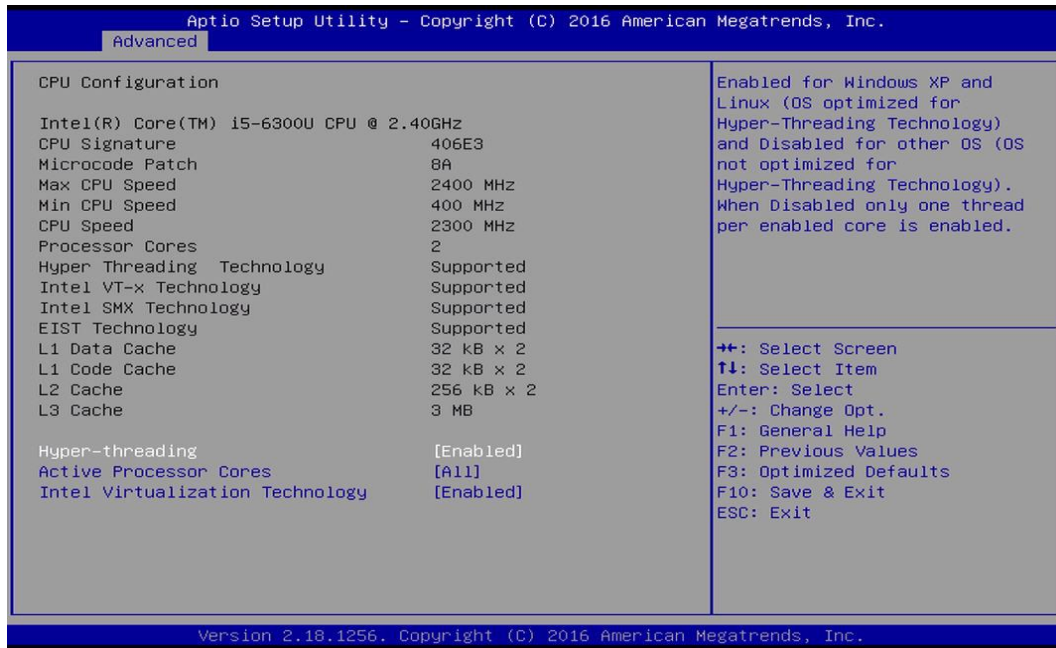 Aptio Setup Utility – Copyright (C) 2016 American Megatrends, Inc.
Advanced
CPU Configuration
Intel(R) Core(TM) i5-6300U CPU @ 2.40GHz
CPU Signature 406E3
Microcode Patch 8A
Max CPU Speed 2400 MHz
Min CPU Speed 400 MHz
CPU Speed 2300 MHz
Processor Cores 2
Hyper Threading Technology Supported
Intel VT-x Technology Supported
Intel SMX Technology Supported
EIST Technology Supported
L1 Data Cache 32 kB x 2
L1 Code Cache 32 kB x 2
L2 Cache 256 kB x 2
L3 Cache 3 MB
Hyper-threading [Enabled]
Active Processor Cores [All]
Intel Virtualization Technology [Enabled]
Enabled for Windows XP and
Linux (OS optimized for
Hyper-Threading Technology)
and Disabled for other OS (OS
not optimized for
Hyper-Threading Technology).
When Disabled only one thread
per enabled core is enabled.
→←: Select Screen
↑↓: Select Item
Enter: Select
+/-: Change Opt.
F1: General Help
F2: Previous Values
F3: Optimized Defaults
F10: Save & Exit
ESC: Exit
Version 2.18.1256. Copyright (C) 2016 American Megatrends, Inc.